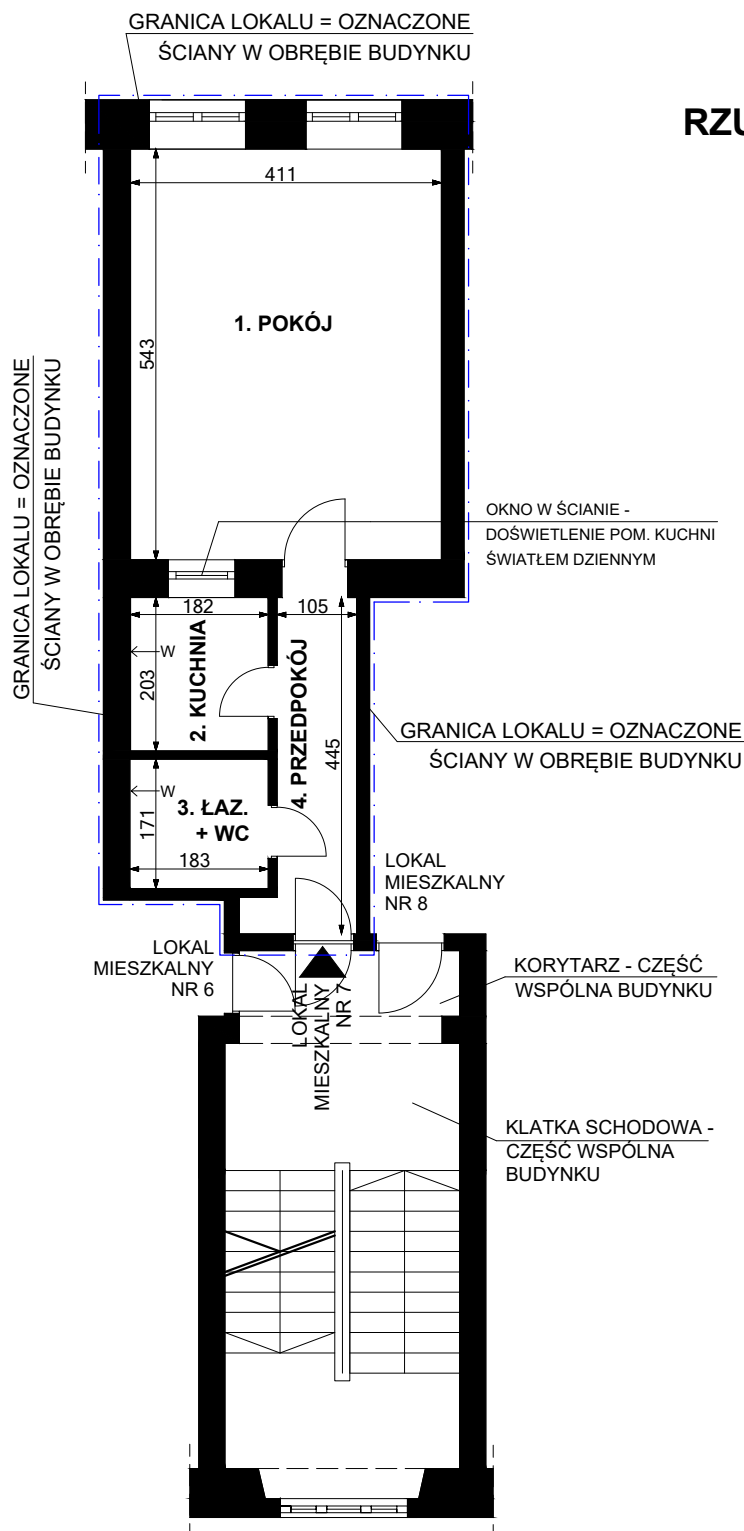 GRANICA LOKALU = OZNACZONE
ŚCIANY W OBRĘBIE BUDYNKU
RZU
411
543
1. POKÓJ
GRANICA LOKALU = OZNACZONE
ŚCIANY W OBRĘBIE BUDYNKU
OKNO W ŚCIANIE -
DOŚWIETLENIE POM. KUCHNI
ŚWIATŁEM DZIENNYM
182
105
W
203
2. KUCHNIA
4. PRZEDPOKÓJ
445
GRANICA LOKALU = OZNACZONE
ŚCIANY W OBRĘBIE BUDYNKU
W
171
3. ŁAZ.
+ WC
183
LOKAL
MIESZKALNY
NR 8
LOKAL
MIESZKALNY
NR 6
LOKAL
MIESZKALNY
NR 7
KORYTARZ - CZĘŚĆ
WSPÓLNA BUDYNKU
KLATKA SCHODOWA -
CZĘŚĆ WSPÓLNA
BUDYNKU